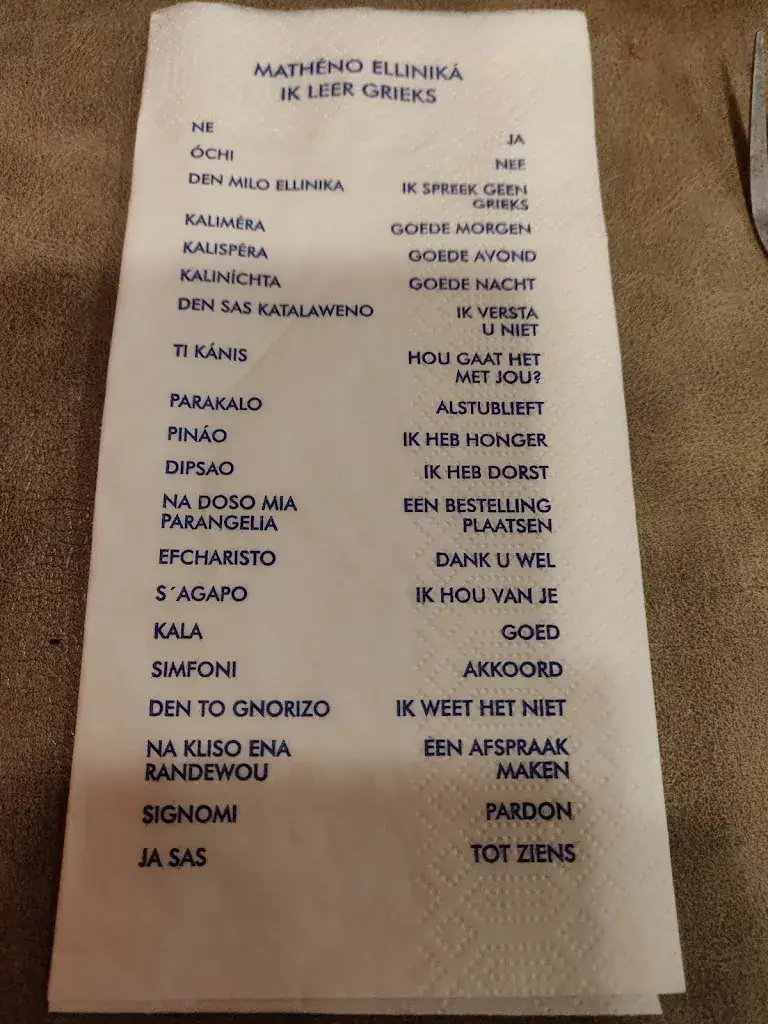 MATHÉNO ELLINIKÁ
IK LEER GRIEKS
NE JA
ÓCHI NEE
DEN MILO ELLINIKA IK SPREEK GEEN
GRIEKS
KALIMÉRA GOEDE MORGEN
KALISPÉRA GOEDE AVOND
KALINÍCHTA GOEDE NACHT
DEN SAS KATALAWENO IK VERSTA
U NIET
TI KÁNIS HOU GAAT HET
MET JOU?
PARAKALO ALSTUBLIEFT
PINÁO IK HEB HONGER
DIPSAO IK HEB DORST
NA DOSO MIA EEN BESTELLING
PARANGELIA PLAATSEN
EFCHARISTO DANK U WEL
S´AGAPO IK HOU VAN JE
KALA GOED
SIMFONI AKKOORD
DEN TO GNORIZO IK WEET HET NIET
NA KLISO ENA EEN AFSPRAAK
RANDEWOU MAKEN
SIGNOMI PARDON
JA SAS TOT ZIENS